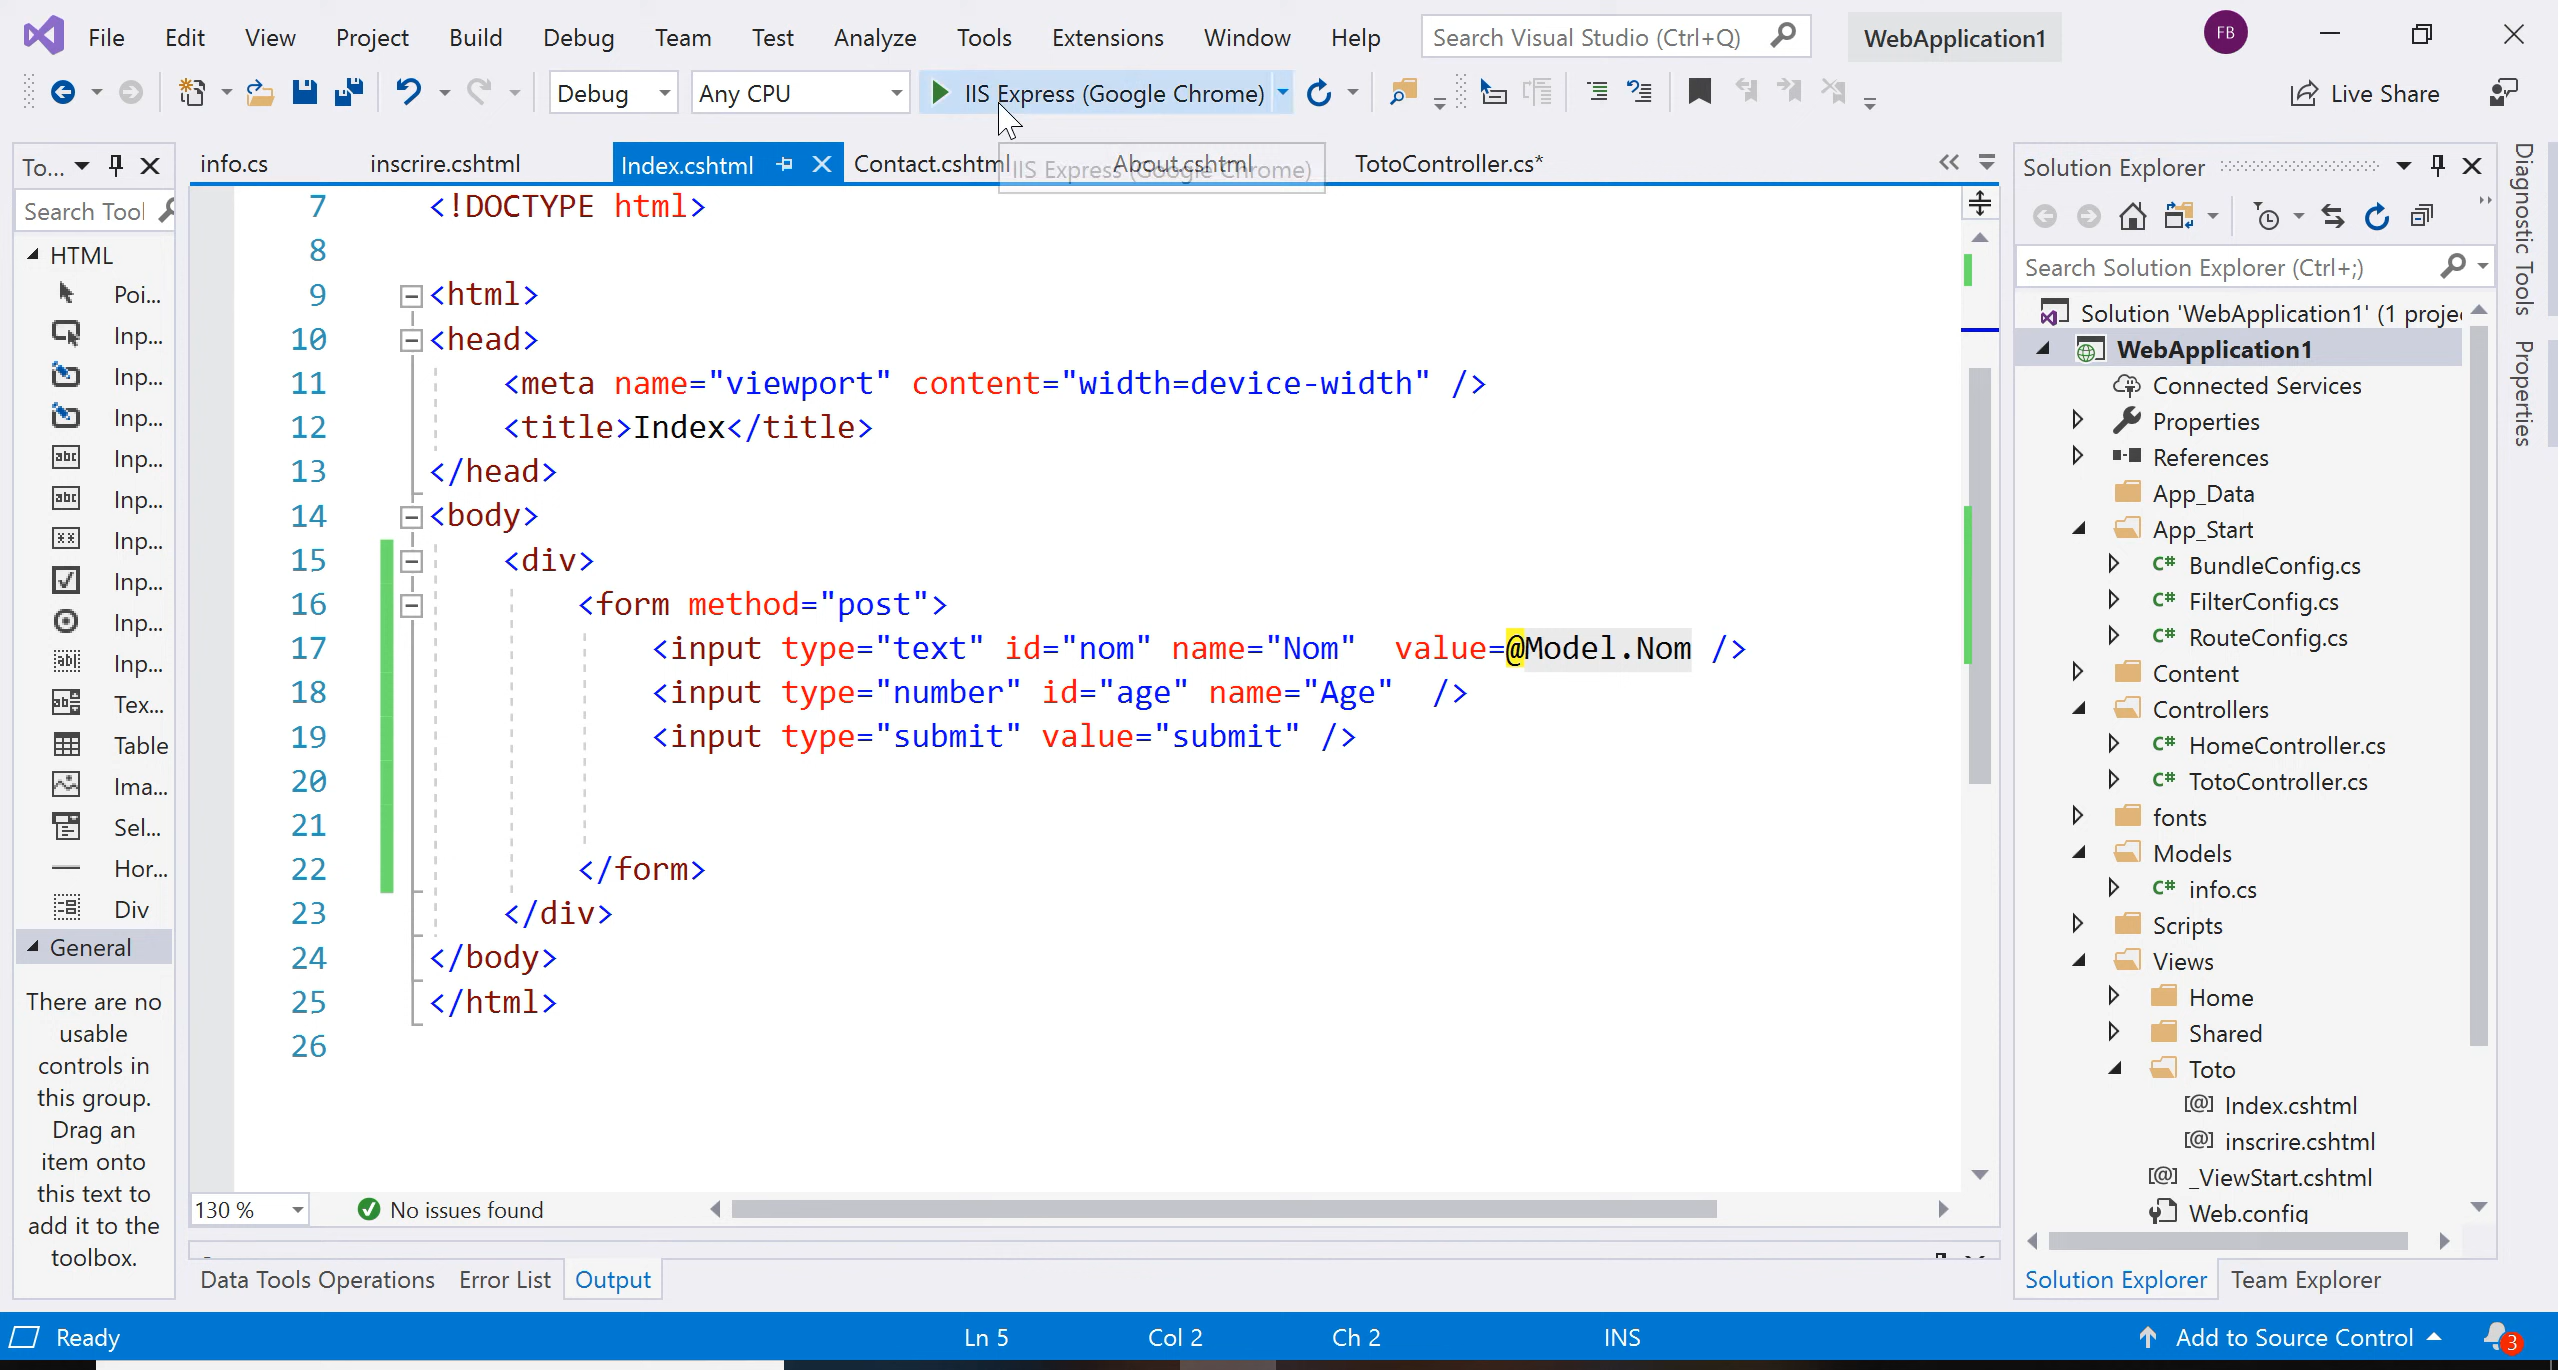 File Edit View Project Build Debug Team Test Analyze Tools Extensions Window Help Search Visual Studio (Ctrl+Q) WebApplication1 FB
Debug Any CPU IIS Express (Google Chrome) Live Share
To... info.cs inscrire.cshtml Index.cshtml Contact.cshtml About.cshtml TotoController.cs*
IIS Express (Google Chrome)
Search Tool
HTML
Poi...
Inp...
Inp...
Inp...
Inp...
Inp...
Inp...
Inp...
Inp...
Inp...
Tex...
Table
Ima...
Sel...
Hor...
Div
General
There are no
usable
controls in
this group.
Drag an
item onto
this text to
add it to the
toolbox.
7 <!DOCTYPE html>
8
9 <html>
10 <head>
11 <meta name="viewport" content="width=device-width" />
12 <title>Index</title>
13 </head>
14 <body>
15 <div>
16 <form method="post">
17 <input type="text" id="nom" name="Nom" value=@Model.Nom />
18 <input type="number" id="age" name="Age" />
19 <input type="submit" value="submit" />
20
21
22 </form>
23 </div>
24 </body>
25 </html>
26
130 % No issues found
Data Tools Operations Error List Output
Solution Explorer
Search Solution Explorer (Ctrl+;)
Solution 'WebApplication1' (1 proje
WebApplication1
Connected Services
Properties
References
App_Data
App_Start
C# BundleConfig.cs
C# FilterConfig.cs
C# RouteConfig.cs
Content
Controllers
C# HomeController.cs
C# TotoController.cs
fonts
Models
C# info.cs
Scripts
Views
Home
Shared
Toto
[@] Index.cshtml
[@] inscrire.cshtml
[@] _ViewStart.cshtml
Web.config
Solution Explorer Team Explorer
Diagnostic Tools
Properties
Ready Ln 5 Col 2 Ch 2 INS Add to Source Control 3